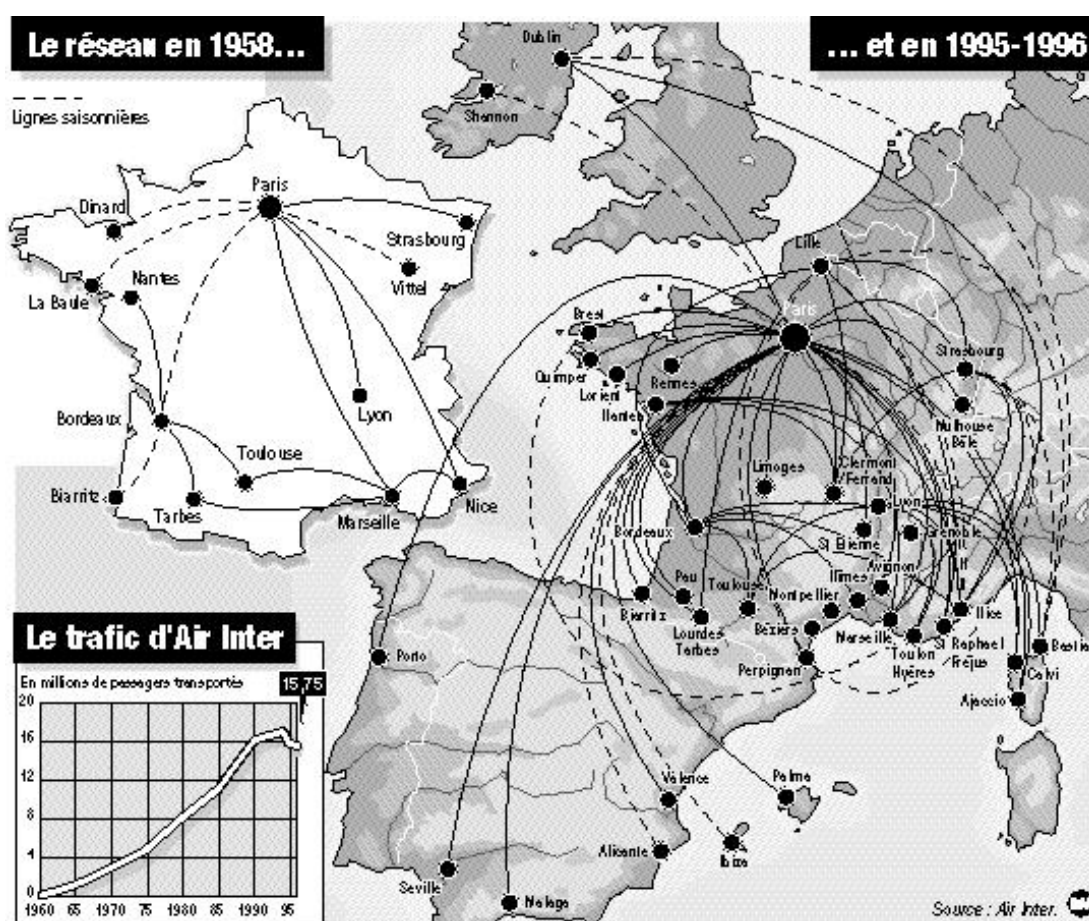 Le réseau en 1958...
... et en 1995-1996
Lignes saisonnières
Paris
Dinard
Strasbourg
Vittel
Nantes
La Baule
Lyon
Bordeaux
Toulouse
Biarritz
Tarbes
Marseille
Nice
Dublin
Shannon
Lille
Paris
Brest
Quimper
Lorient
Rennes
Nantes
Strasbourg
Mulhouse
Bâle
Limoges
Clermont
/Ferrand
Lyon
Bordeaux
St Etienne
Grenoble
Avignon
Nîmes
Pau
Toulouse
Montpellier
Nice
Biarritz
Lourdes
Tarbes
Béziers
Marseille
St Raphael
Fréjus
Toulon
Hyères
Perpignan
Bastia
Calvi
Ajaccio
Porto
Valence
Palma
Alicante
Ibiza
Seville
Malaga
Le trafic d'Air Inter
En millions de passagers transportés
15,75
20
16
12
8
4
0
1960 65 1970 75 1980 85 1990 95
Source : Air Inter.